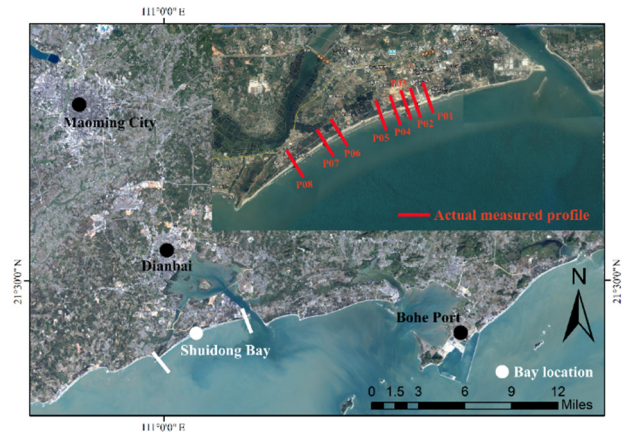 111°0'0" E
Maoming City
P03
P01
P02
P04
P05
P06
P07
P08
Actual measured profile
Dianbai
21°30'0" N
21°30'0" N
N
Bohe Port
Shuidong Bay
Bay location
0 1.5 3 6 9 12
Miles
111°0'0" E